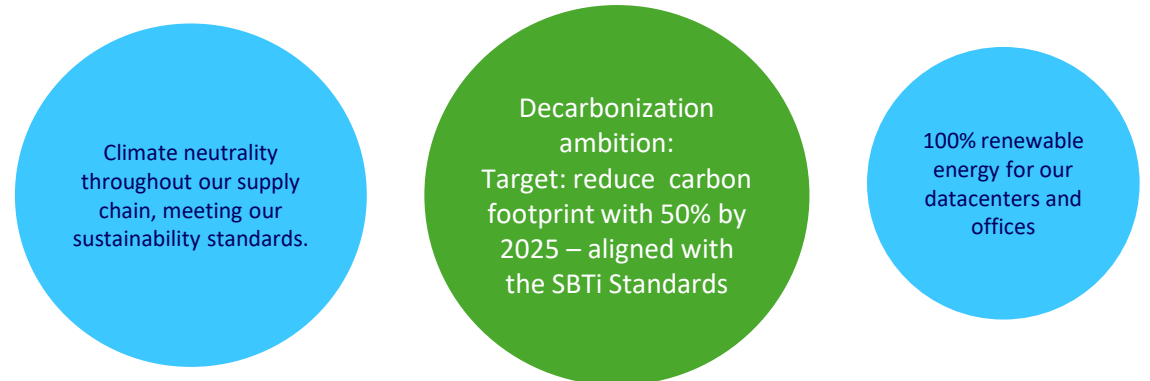 Climate neutrality
throughout our supply
chain, meeting our
sustainability standards.
Decarbonization
ambition:
Target: reduce  carbon
footprint with 50% by
2025 – aligned with
the SBTi Standards
100% renewable
energy for our
datacenters and
offices